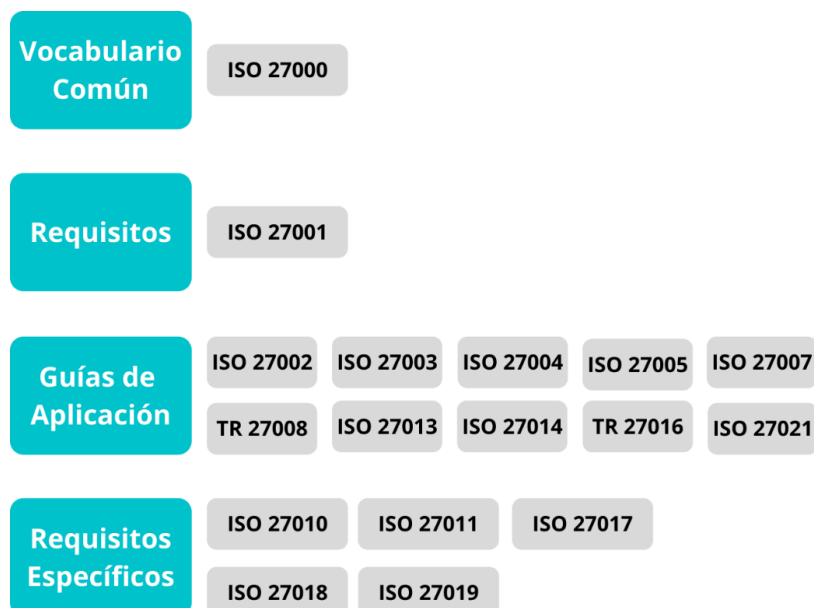 Vocabulario
Común
ISO 27000
Requisitos
ISO 27001
Guías de
Aplicación
ISO 27002
ISO 27003
ISO 27004
ISO 27005
ISO 27007
TR 27008
ISO 27013
ISO 27014
TR 27016
ISO 27021
Requisitos
Específicos
ISO 27010
ISO 27011
ISO 27017
ISO 27018
ISO 27019